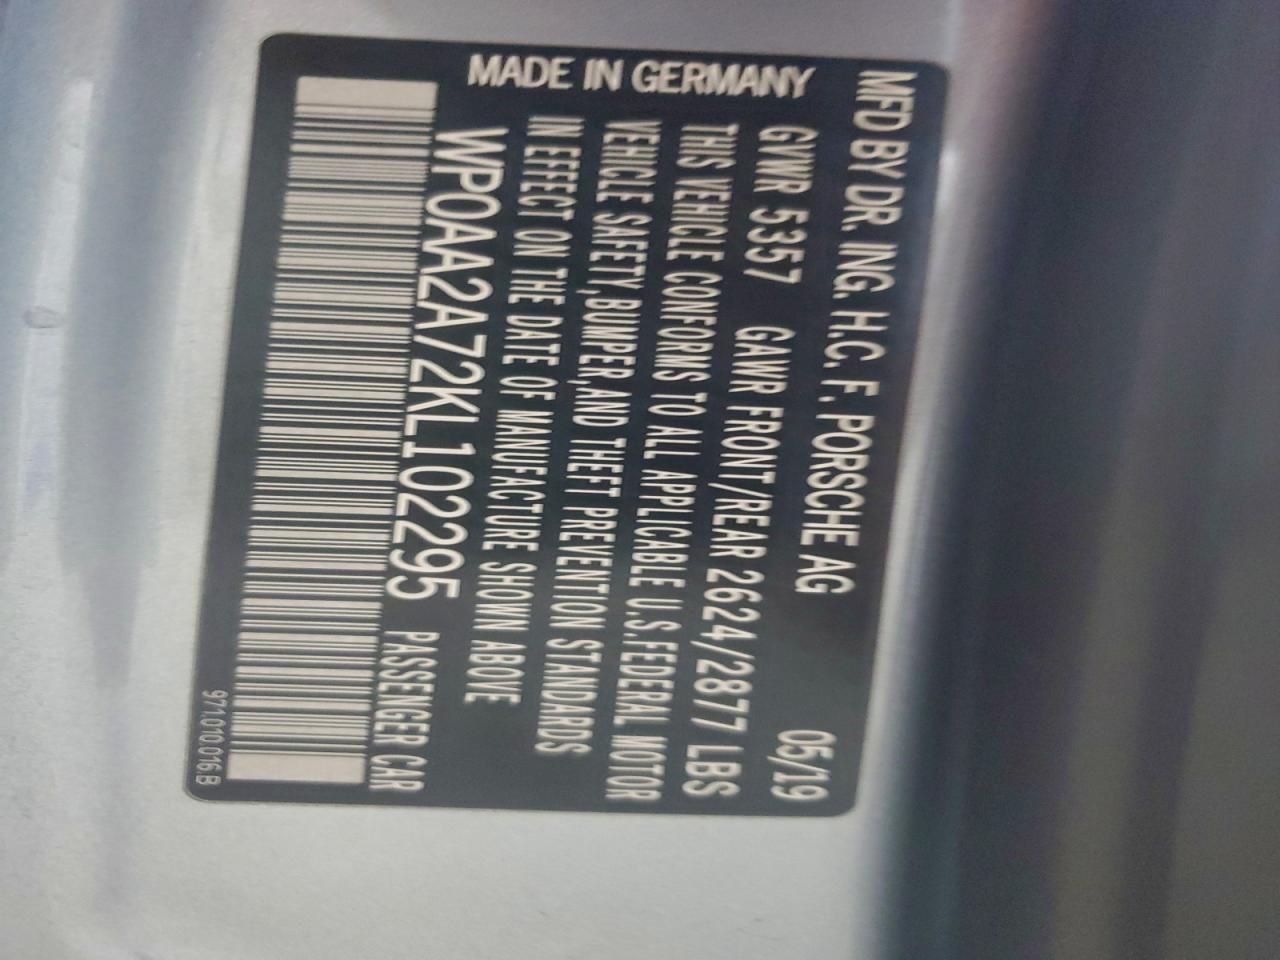 MFD BY DR. ING. H.C. F. PORSCHE AG 05/19
GVWR 5357 GAWR FRONT/REAR 2624/2877 LBS
THIS VEHICLE CONFORMS TO ALL APPLICABLE U.S.FEDERAL MOTOR
VEHICLE SAFETY,BUMPER,AND THEFT PREVENTION STANDARDS
IN EFFECT ON THE DATE OF MANUFACTURE SHOWN ABOVE
WP0AA2A72KL102295 PASSENGER CAR
MADE IN GERMANY
971.010.016.B